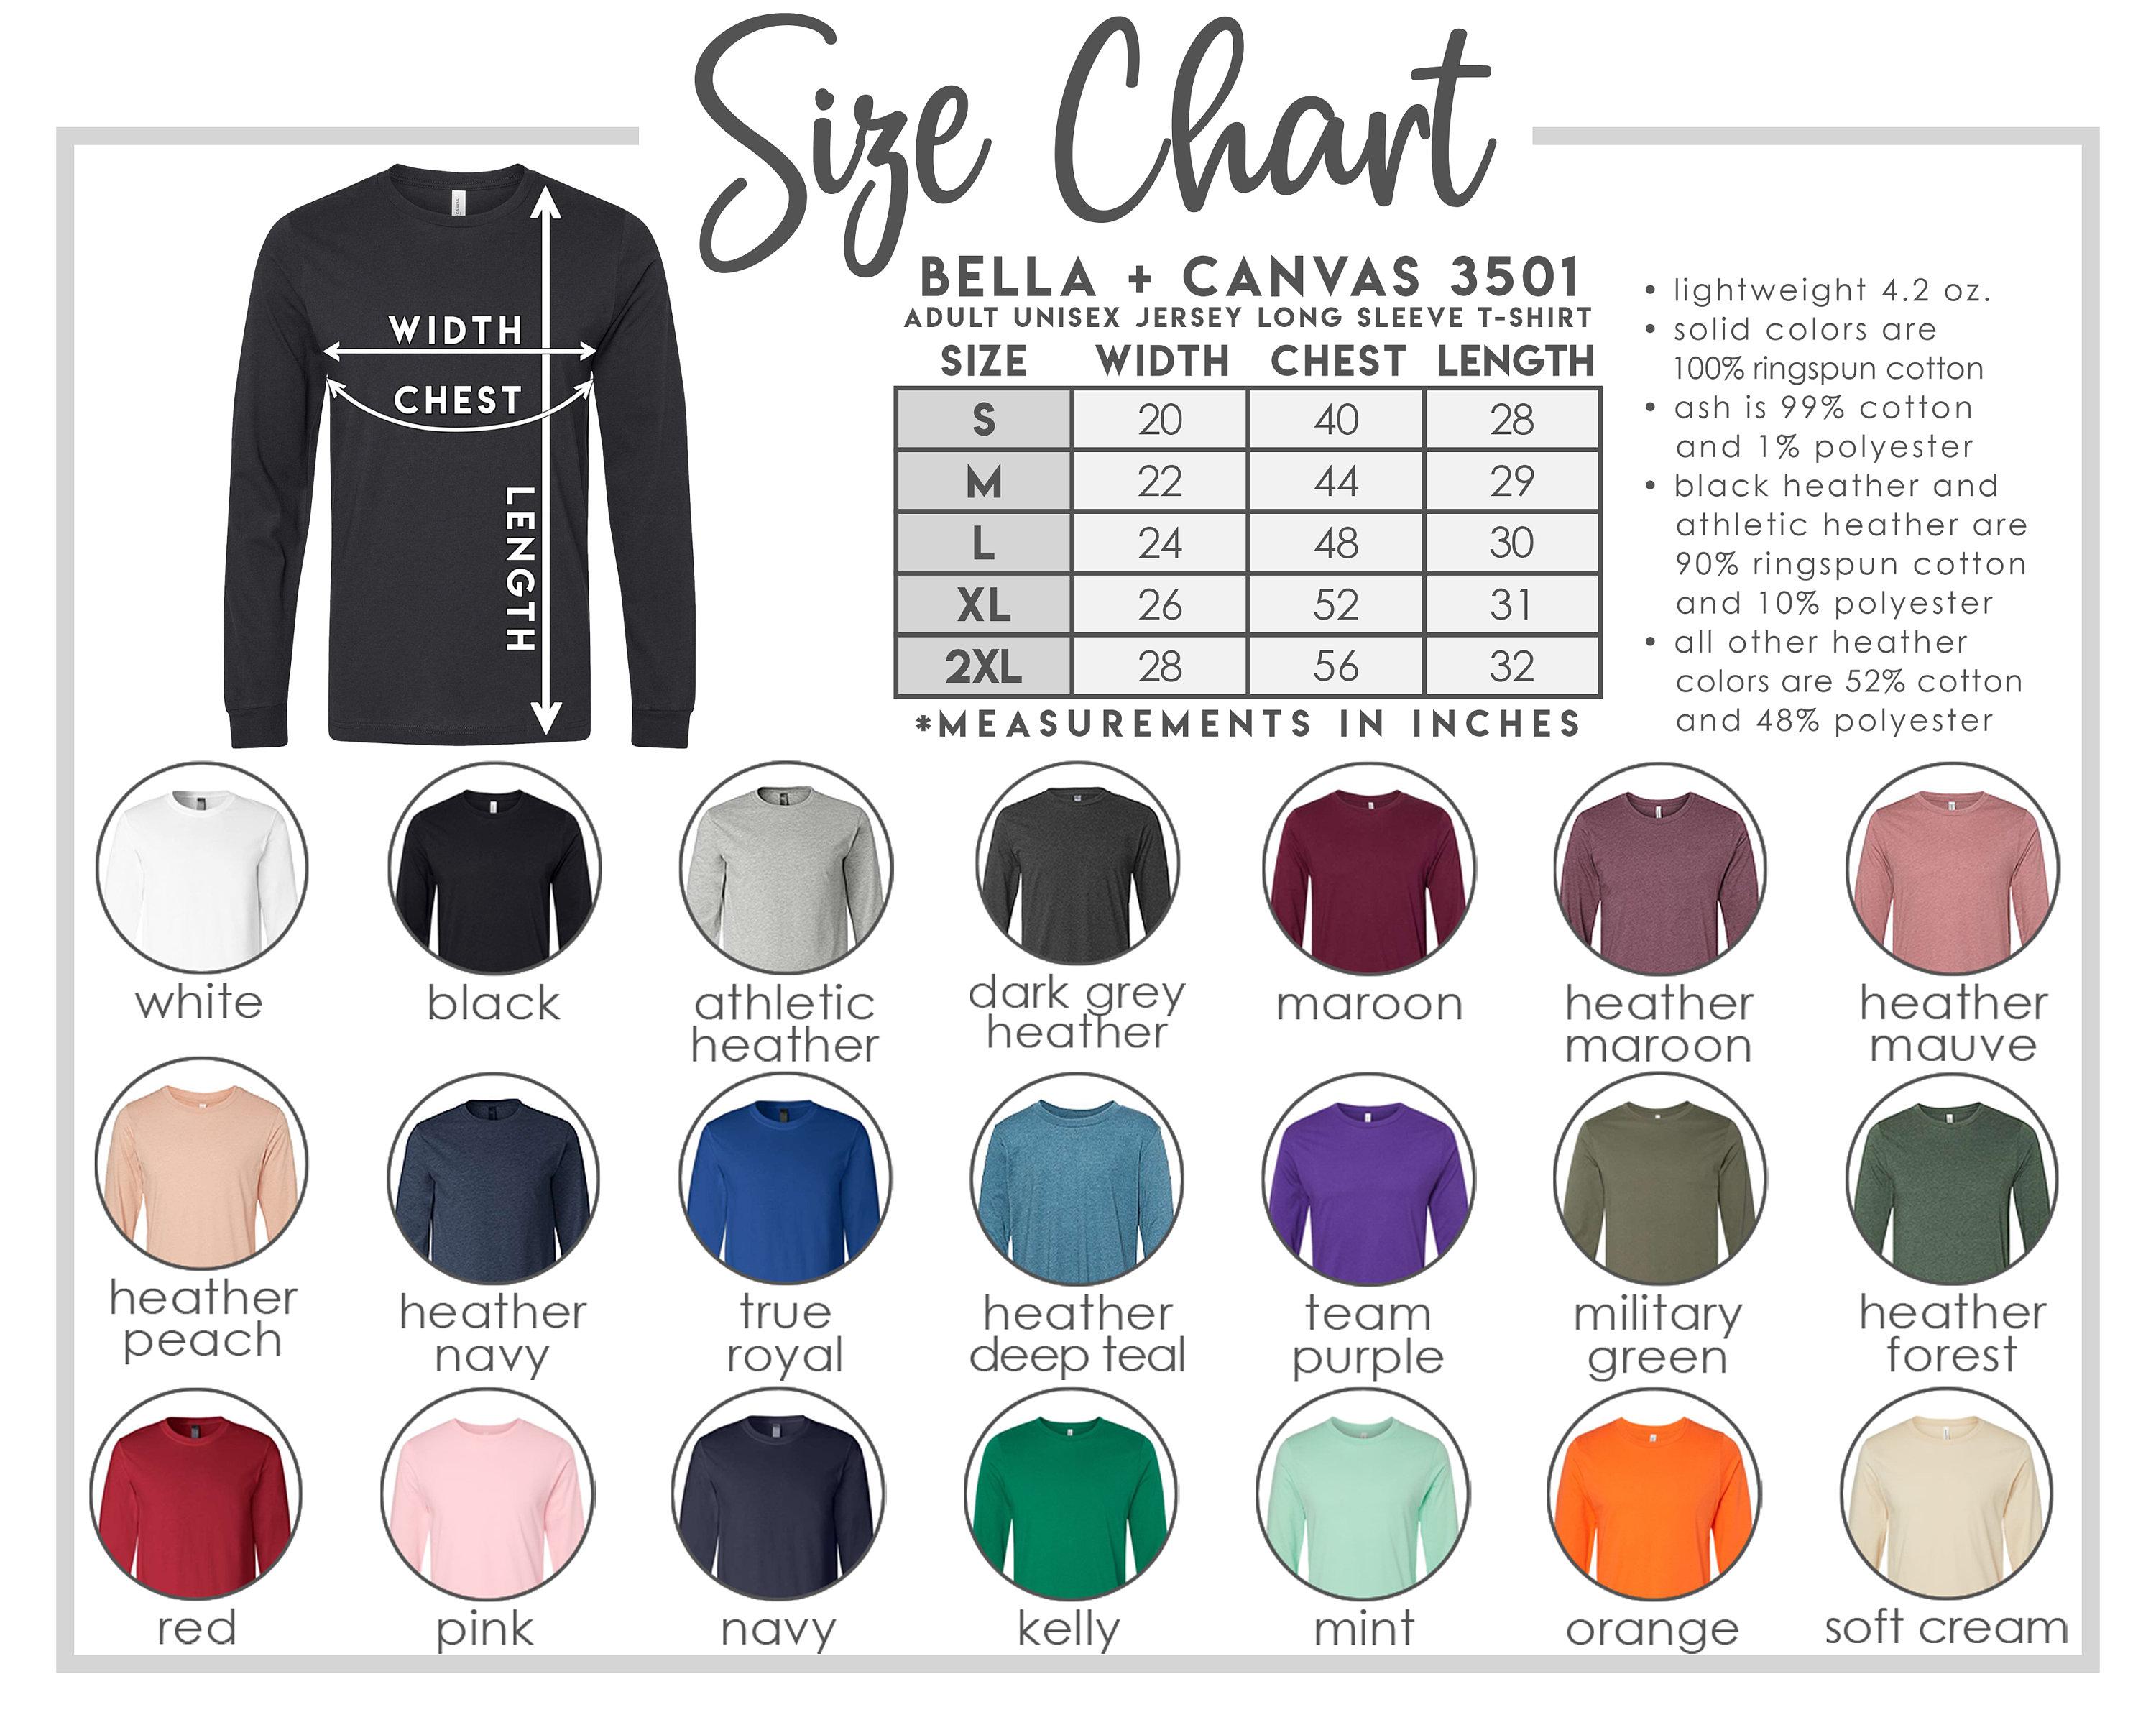 Size Chart
BELLA + CANVAS 3501
ADULT UNISEX JERSEY LONG SLEEVE T-SHIRT
SIZE WIDTH CHEST LENGTH
S 20 40 28
M 22 44 29
L 24 48 30
XL 26 52 31
2XL 28 56 32
*MEASUREMENTS IN INCHES
WIDTH
CHEST
LENGTH
• lightweight 4.2 oz.
• solid colors are
100% ringspun cotton
• ash is 99% cotton
and 1% polyester
• black heather and
athletic heather are
90% ringspun cotton
and 10% polyester
• all other heather
colors are 52% cotton
and 48% polyester
white
black
athletic
heather
dark grey
heather
maroon
heather
maroon
heather
mauve
heather
peach
heather
navy
true
royal
heather
deep teal
team
purple
military
green
heather
forest
red
pink
navy
kelly
mint
orange
soft cream